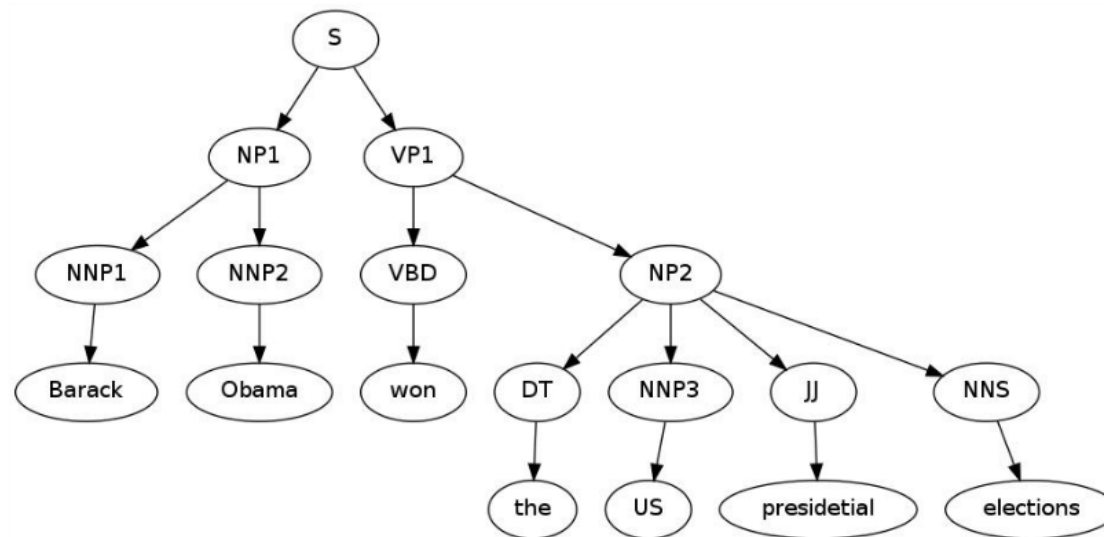 S
NP1 VP1
NNP1 NNP2 VBD NP2
Barack Obama won DT NNP3 JJ NNS
the US presidetial elections